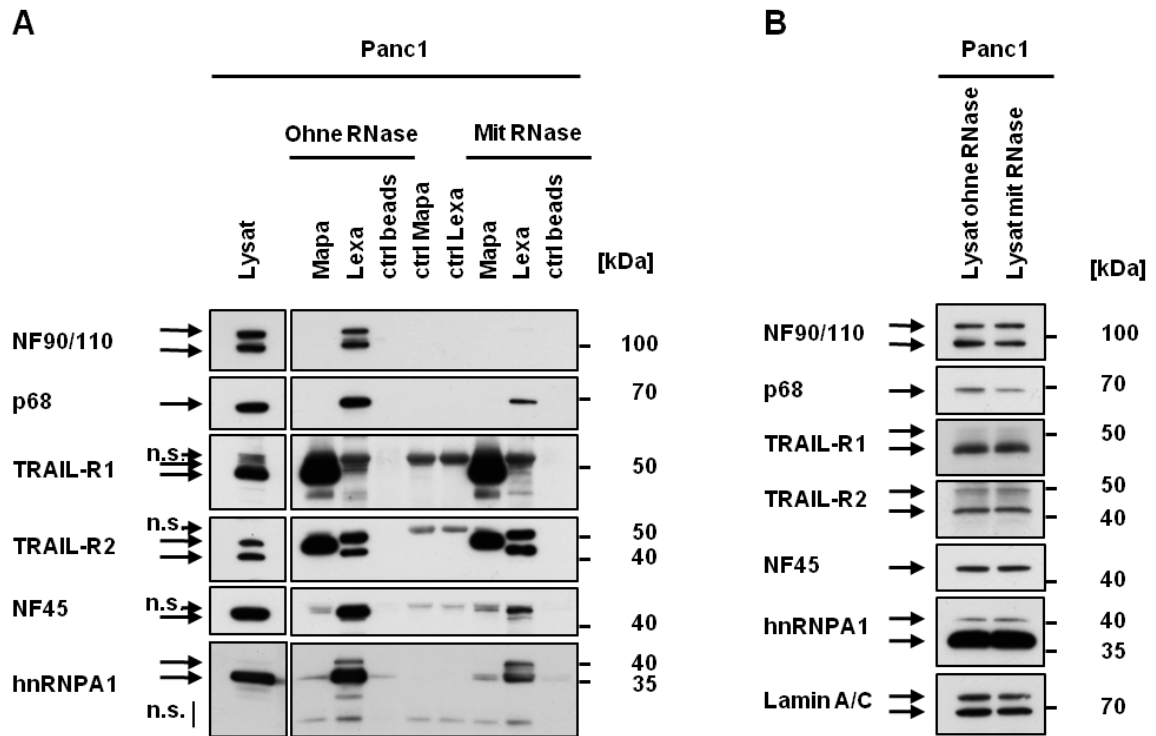 A
Panc1
Ohne RNase
Mit RNase
Lysat
Mapa
Lexa
ctrl beads
ctrl Mapa
ctrl Lexa
Mapa
Lexa
ctrl beads
[kDa]
NF90/110
100
p68
70
n.s.
TRAIL-R1
50
n.s.
TRAIL-R2
50
40
n.s.
NF45
40
hnRNPA1
40
35
n.s.
B
Panc1
Lysat ohne RNase
Lysat mit RNase
[kDa]
NF90/110
100
p68
70
TRAIL-R1
50
TRAIL-R2
50
40
NF45
40
hnRNPA1
40
35
Lamin A/C
70